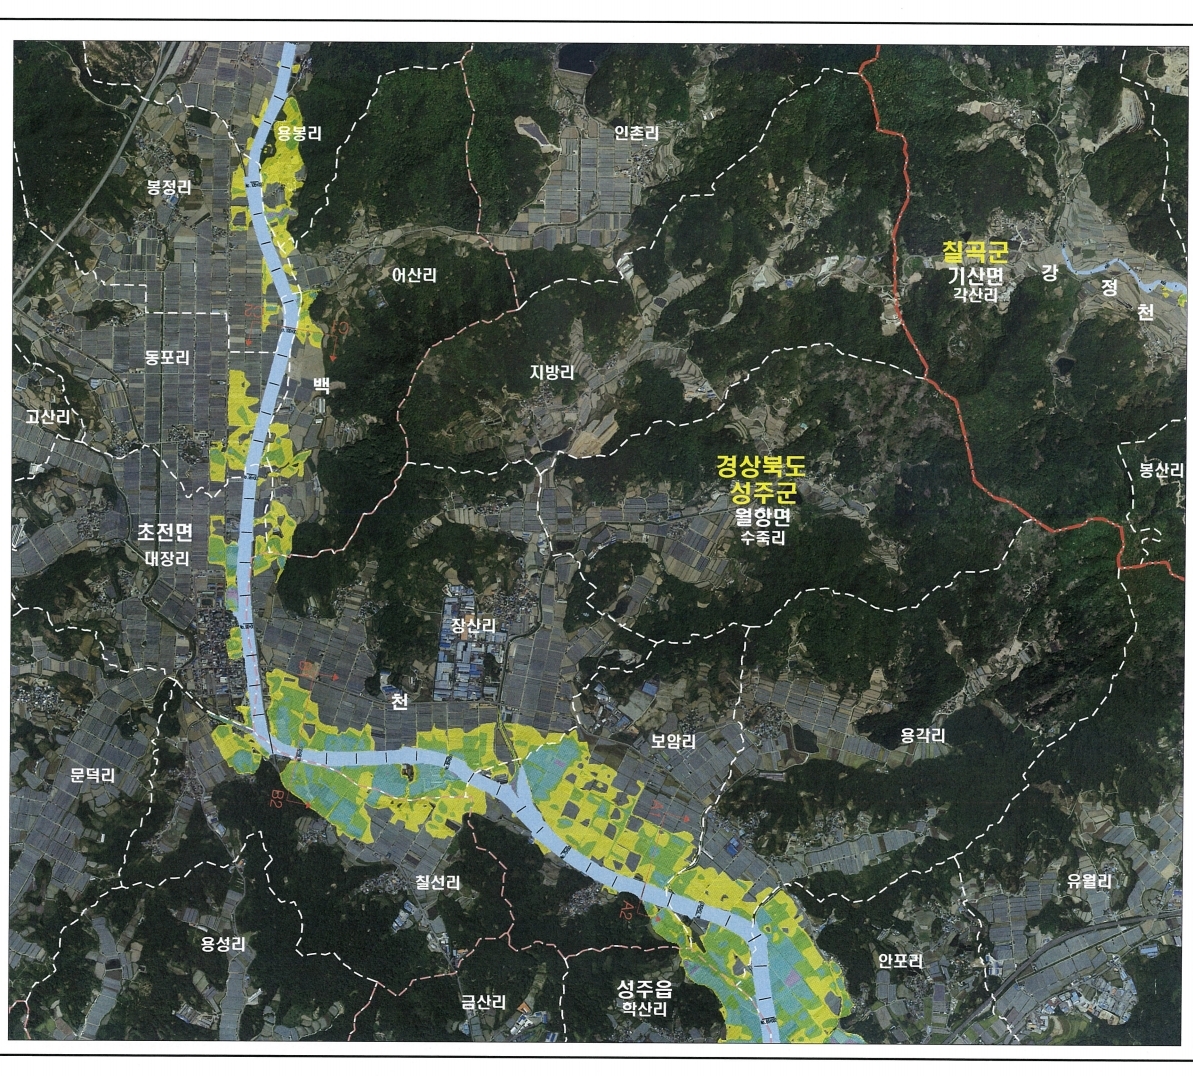 용봉리
인촌리
봉정리
칠곡군
기산면
각산리
강
정
천
어산리
동포리
지방리
백
고산리
경상북도
성주군
월항면
수죽리
봉산리
초전면
대장리
장산리
천
보암리
용각리
문덕리
B2
A2
칠선리
유월리
용성리
안포리
금산리
성주읍
학산리